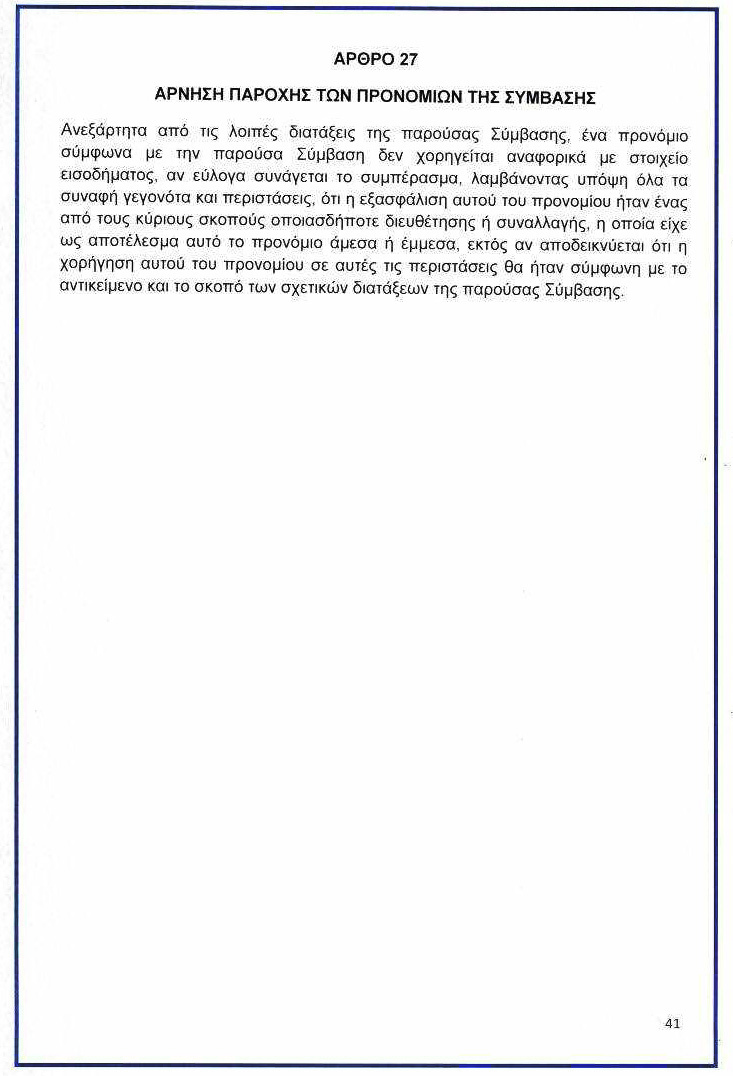 ΑΡΘΡΟ 27
ΑΡΝΗΣΗ ΠΑΡΟΧΗΣ ΤΩΝ ΠΡΟΝΟΜΙΩΝ ΤΗΣ ΣΥΜΒΑΣΗΣ
Ανεξάρτητα από τις λοιπές διατάξεις της παρούσας Σύμβασης, ένα προνόμιο
σύμφωνα με την παρούσα Σύμβαση δεν χορηγείται αναφορικά με στοιχείο
εισοδήματος, αν εύλογα συνάγεται το συμπέρασμα, λαμβάνοντας υπόψη όλα τα
συναφή γεγονότα και περιστάσεις, ότι η εξασφάλιση αυτού του προνομίου ήταν ένας
από τους κύριους σκοπούς οποιασδήποτε διευθέτησης ή συναλλαγής, η οποία είχε
ως αποτέλεσμα αυτό το προνόμιο άμεσα ή έμμεσα, εκτός αν αποδεικνύεται ότι η
χορήγηση αυτού του προνομίου σε αυτές τις περιστάσεις θα ήταν σύμφωνη με το
αντικείμενο και το σκοπό των σχετικών διατάξεων της παρούσας Σύμβασης.
41